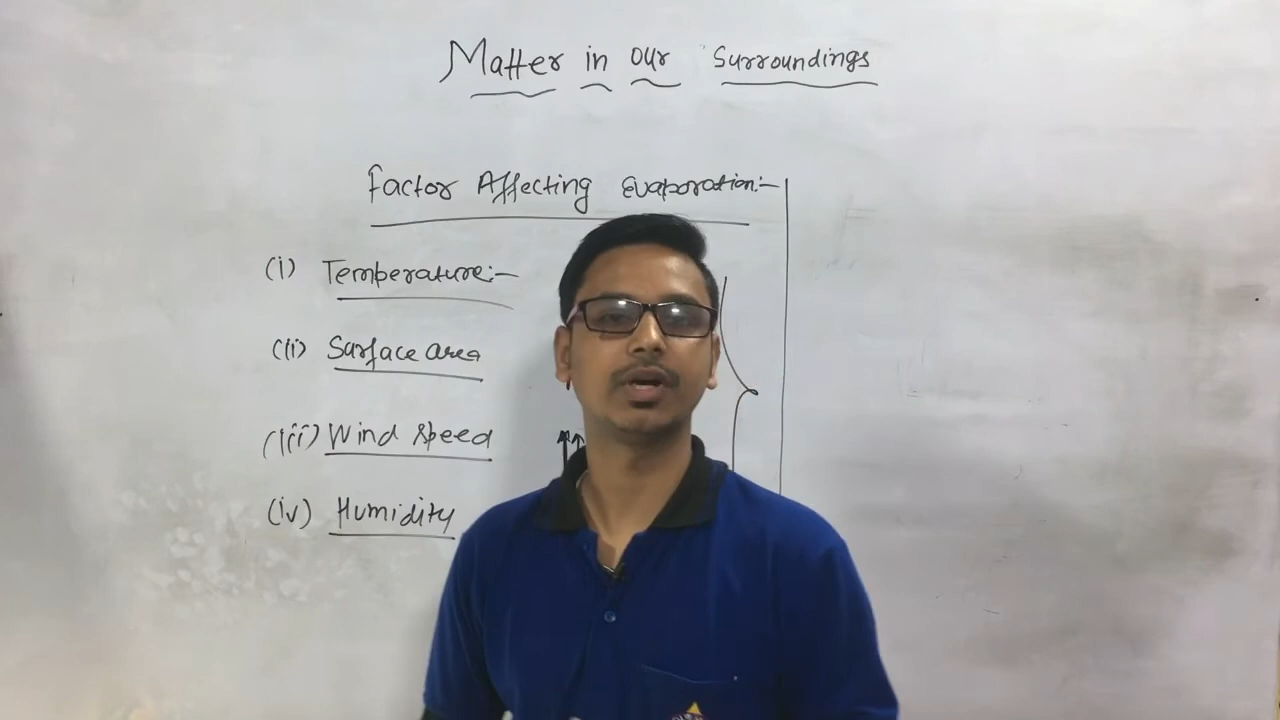 Matter in our Surroundings
Factor Affecting Evaporation:-
(i) Temperature:-
(ii) Surface area
(iii) Wind Speed
(iv) Humidity